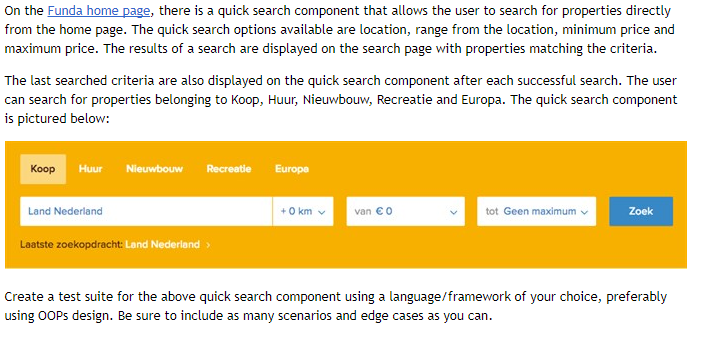 On the Funda home page, there is a quick search component that allows the user to search for properties directly
from the home page. The quick search options available are location, range from the location, minimum price and
maximum price. The results of a search are displayed on the search page with properties matching the criteria.
The last searched criteria are also displayed on the quick search component after each successful search. The user
can search for properties belonging to Koop, Huur, Nieuwbouw, Recreatie and Europa. The quick search component
is pictured below:
Koop Huur Nieuwbouw Recreatie Europa
Land Nederland + 0 km van € 0 tot Geen maximum Zoek
Laatste zoekopdracht: Land Nederland ›
Create a test suite for the above quick search component using a language/framework of your choice, preferably
using OOPs design. Be sure to include as many scenarios and edge cases as you can.